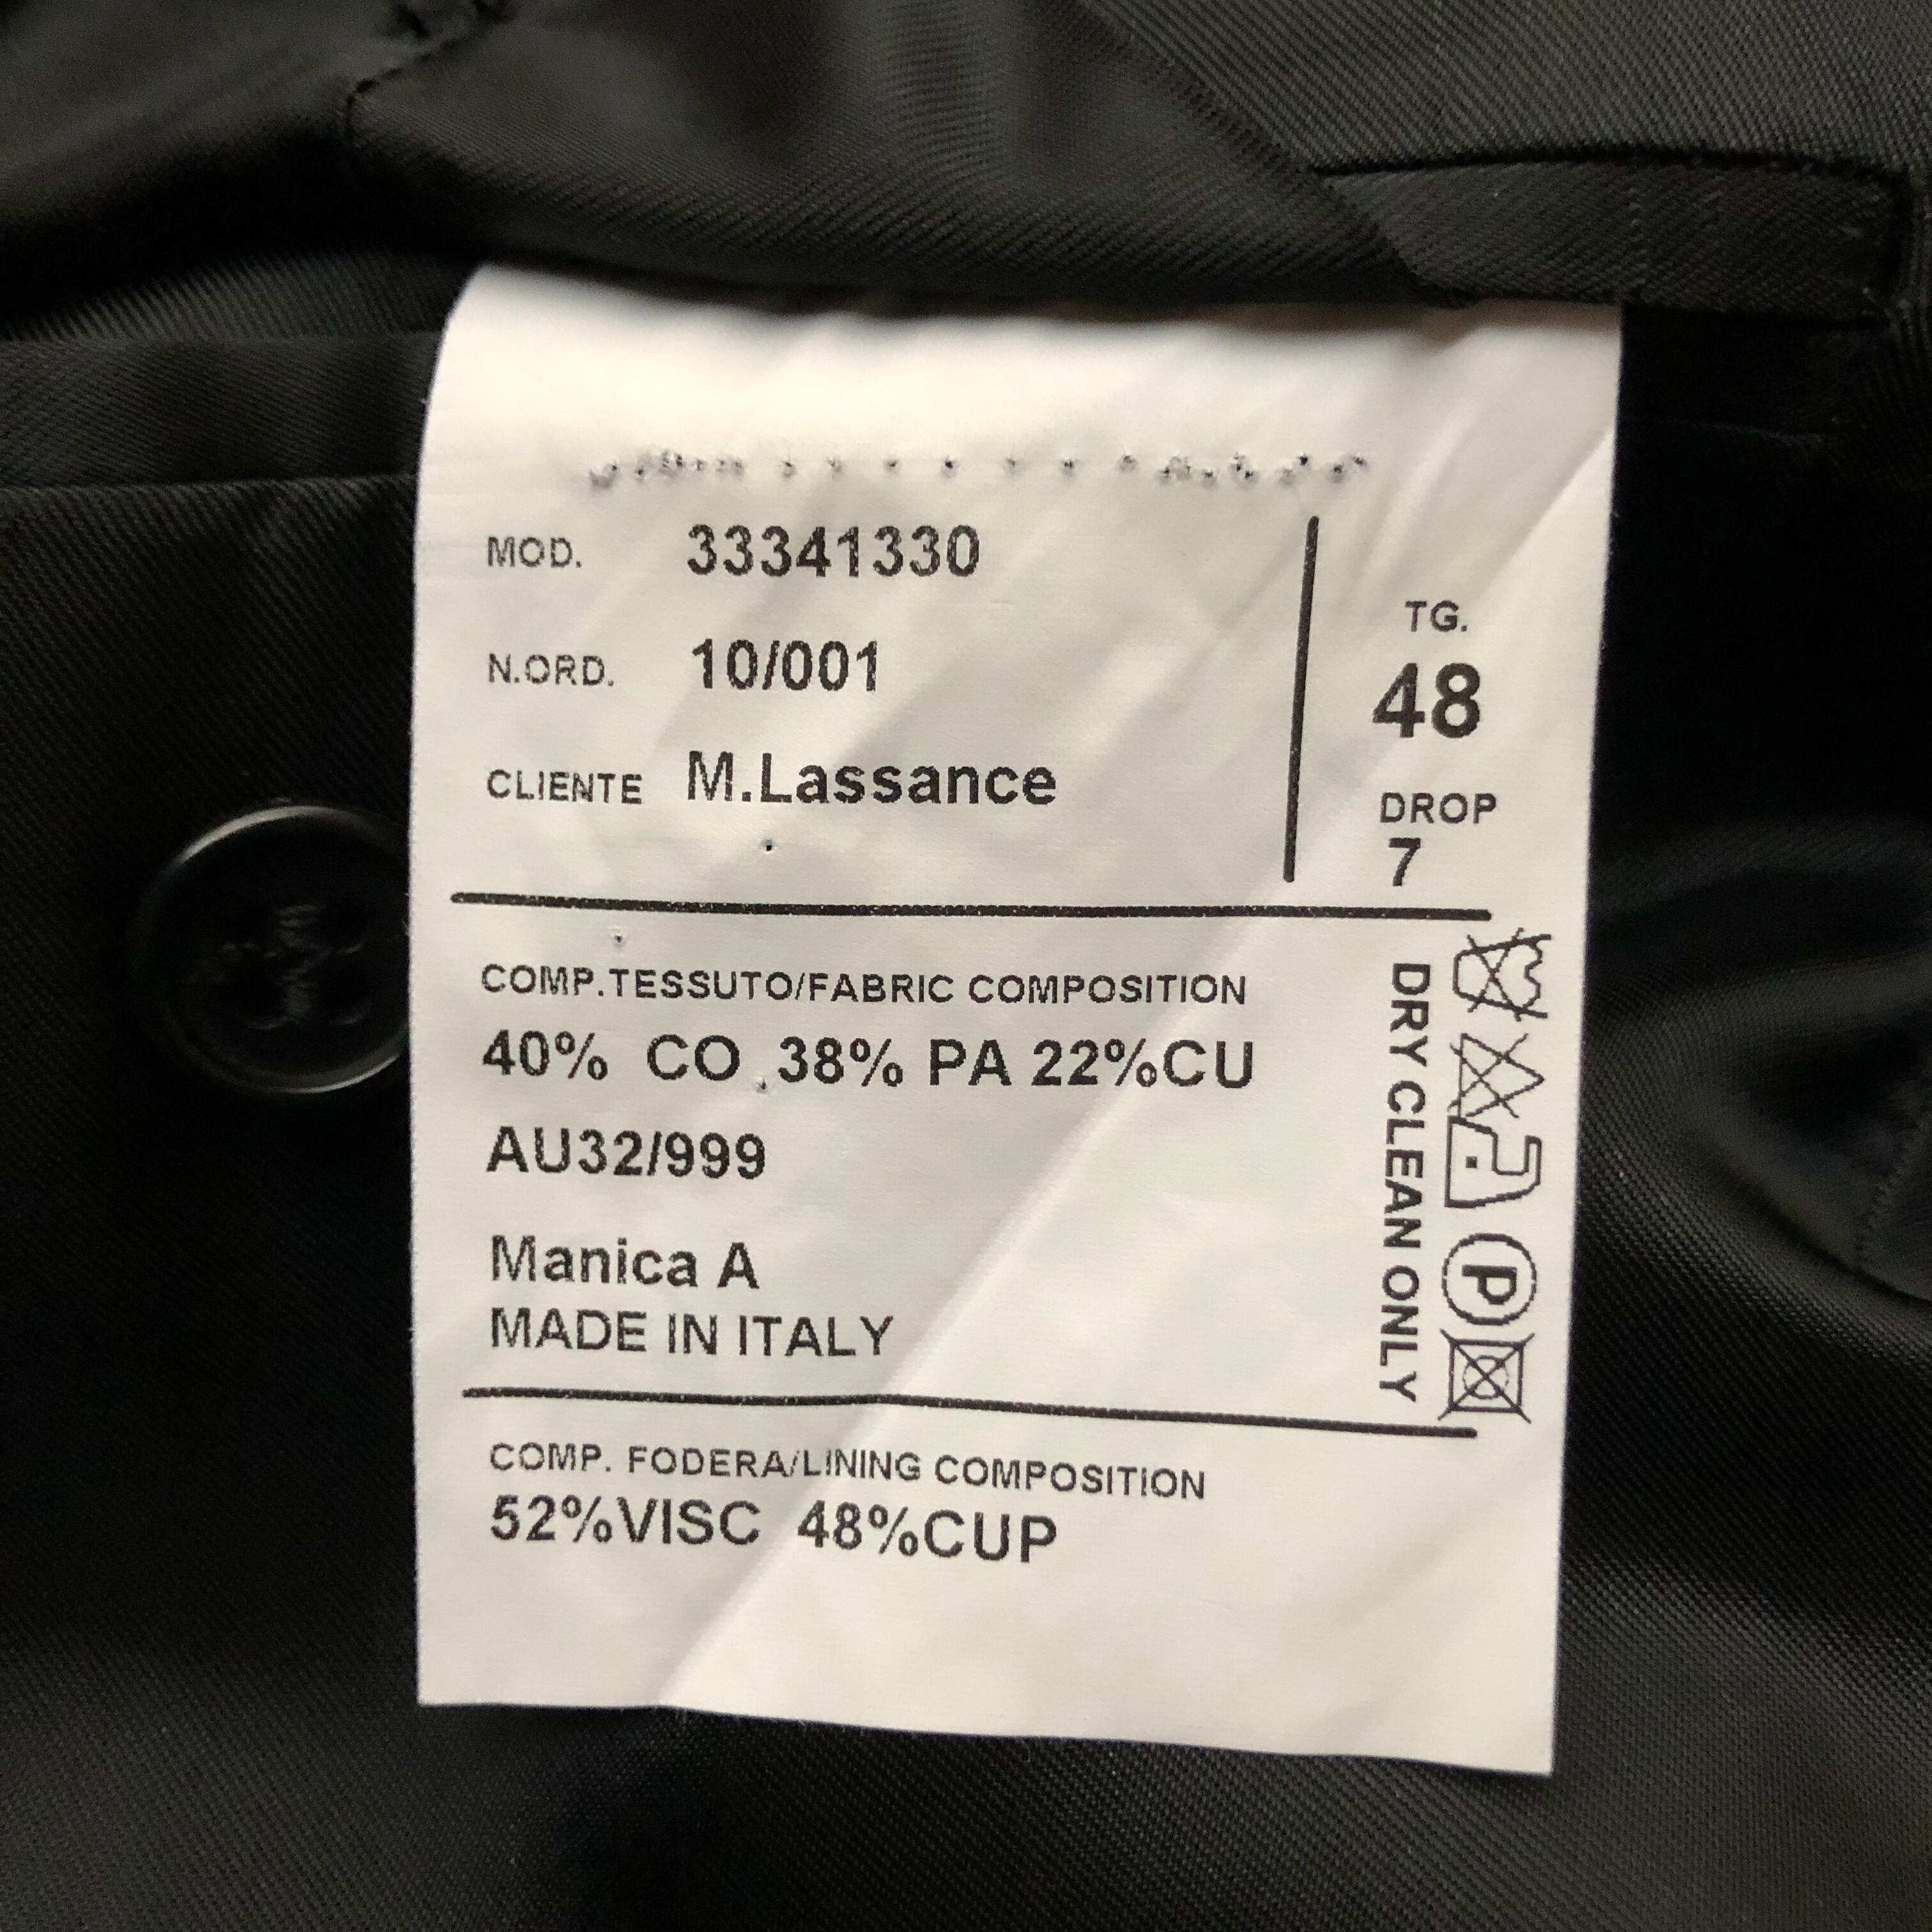 MOD. 33341330
N.ORD. 10/001
CLIENTE M.Lassance
TG.
48
DROP
7
COMP.TESSUTO/FABRIC COMPOSITION
40% CO 38% PA 22%CU
AU32/999
Manica A
MADE IN ITALY
DRY CLEAN ONLY
P
COMP. FODERA/LINING COMPOSITION
52%VISC 48%CUP